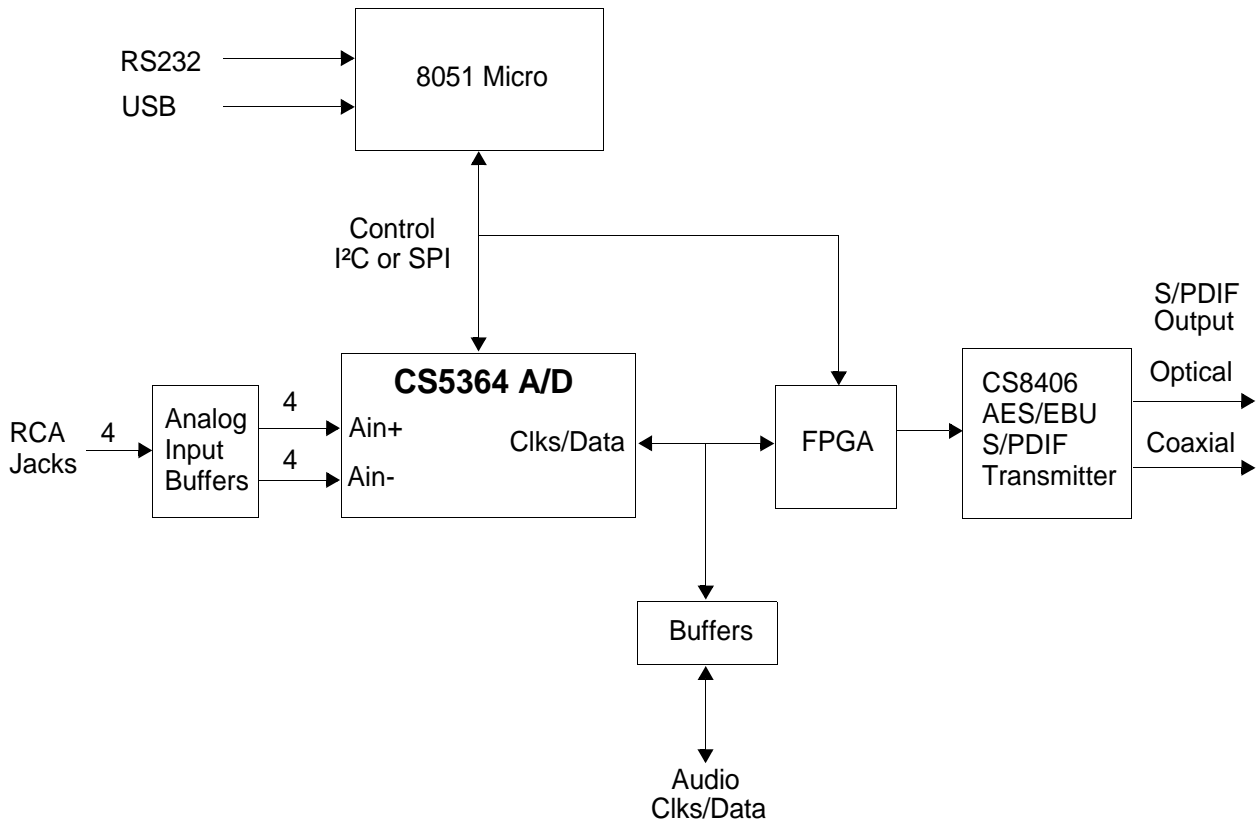 RS232
USB
8051 Micro
Control
I²C or SPI
CS5364 A/D
RCA
Jacks
4
Analog
Input
Buffers
4
4
Ain+
Ain-
Clks/Data
FPGA
CS8406
AES/EBU
S/PDIF
Transmitter
S/PDIF
Output
Optical
Coaxial
Buffers
Audio
Clks/Data